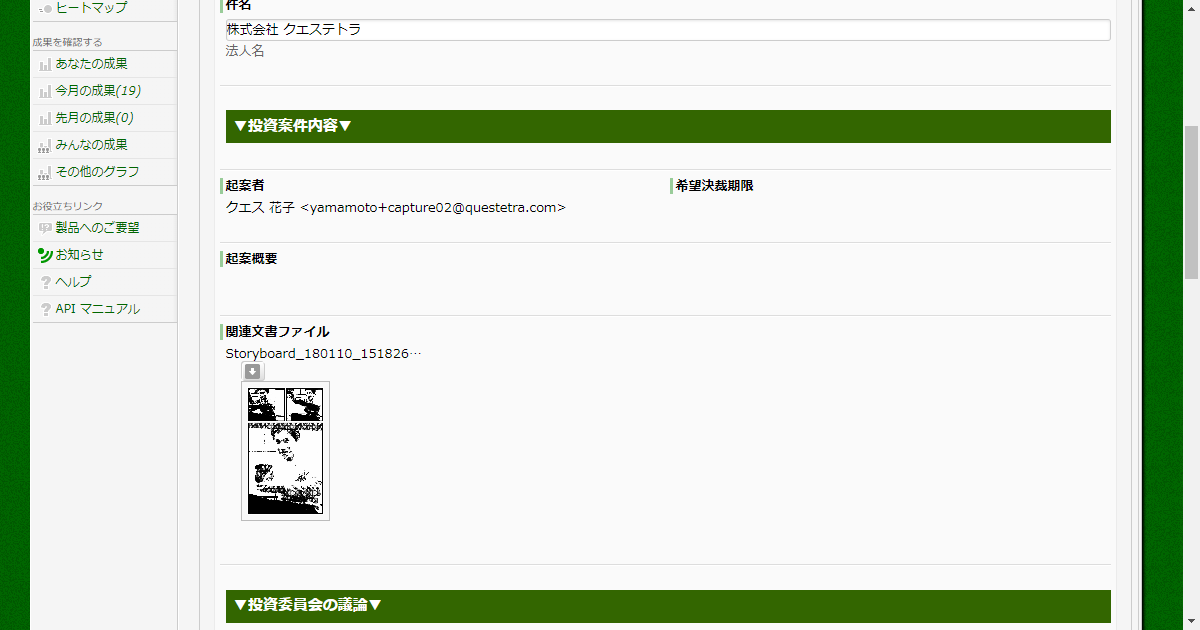 ヒートマップ
成果を確認する
あなたの成果
今月の成果(19)
先月の成果(0)
みんなの成果
その他のグラフ
お役立ちリンク
製品へのご要望
お知らせ
ヘルプ
API マニュアル
件名
株式会社 クエステトラ
法人名
▼投資案件内容▼
起案者
希望決裁期限
クエス 花子 <yamamoto+capture02@questetra.com>
起案概要
関連文書ファイル
Storyboard_180110_151826…
▼投資委員会の議論▼